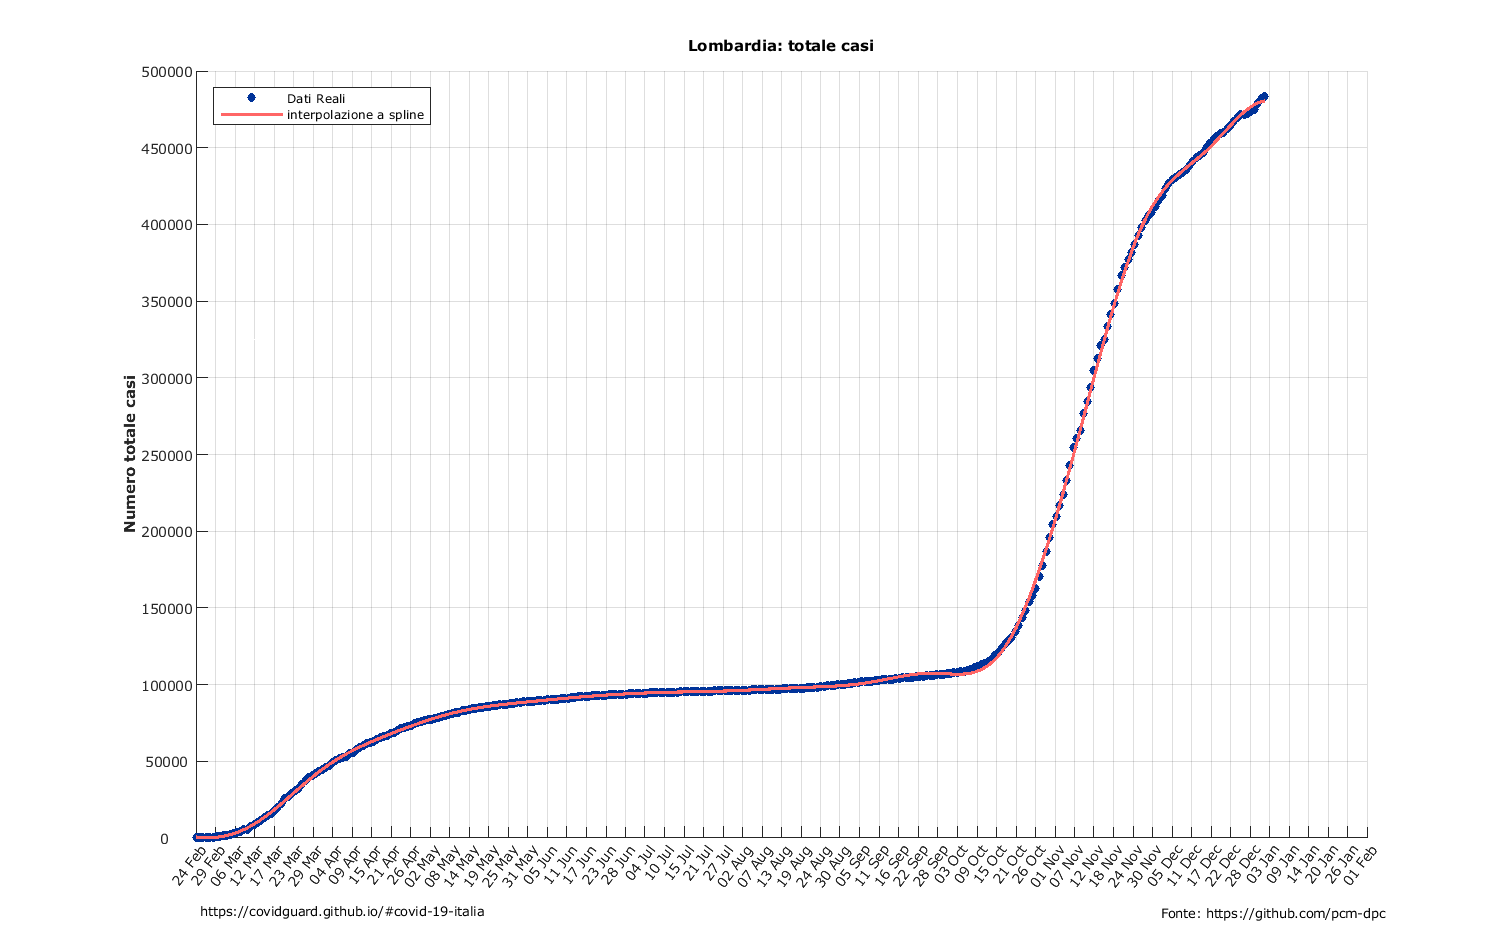 Lombardia: totale casi
Dati Reali
interpolazione a spline
Numero totale casi
500000
450000
400000
350000
300000
250000
200000
150000
100000
50000
0
24 Feb
29 Feb
06 Mar
12 Mar
17 Mar
23 Mar
29 Mar
04 Apr
09 Apr
15 Apr
21 Apr
26 Apr
02 May
08 May
14 May
19 May
25 May
31 May
05 Jun
11 Jun
17 Jun
23 Jun
28 Jun
04 Jul
10 Jul
15 Jul
21 Jul
27 Jul
02 Aug
07 Aug
13 Aug
19 Aug
24 Aug
30 Aug
05 Sep
11 Sep
16 Sep
22 Sep
28 Sep
03 Oct
09 Oct
15 Oct
21 Oct
26 Oct
01 Nov
07 Nov
12 Nov
18 Nov
24 Nov
30 Nov
05 Dec
11 Dec
17 Dec
22 Dec
28 Dec
03 Jan
09 Jan
14 Jan
20 Jan
26 Jan
01 Feb
https://covidguard.github.io/#covid-19-italia
Fonte: https://github.com/pcm-dpc